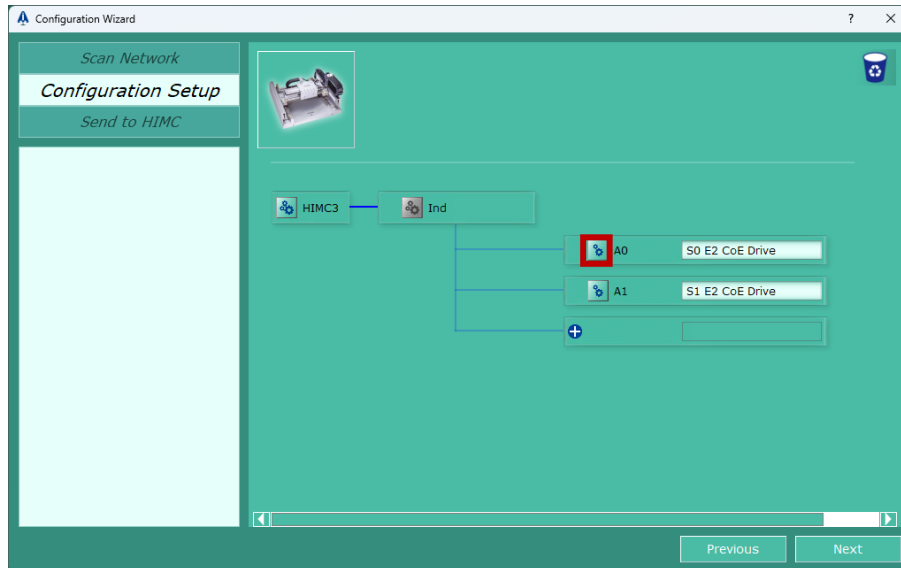 Configuration Wizard
Scan Network
Configuration Setup
Send to HIMC
HIMC3
Ind
A0 S0 E2 CoE Drive
A1 S1 E2 CoE Drive
Previous Next